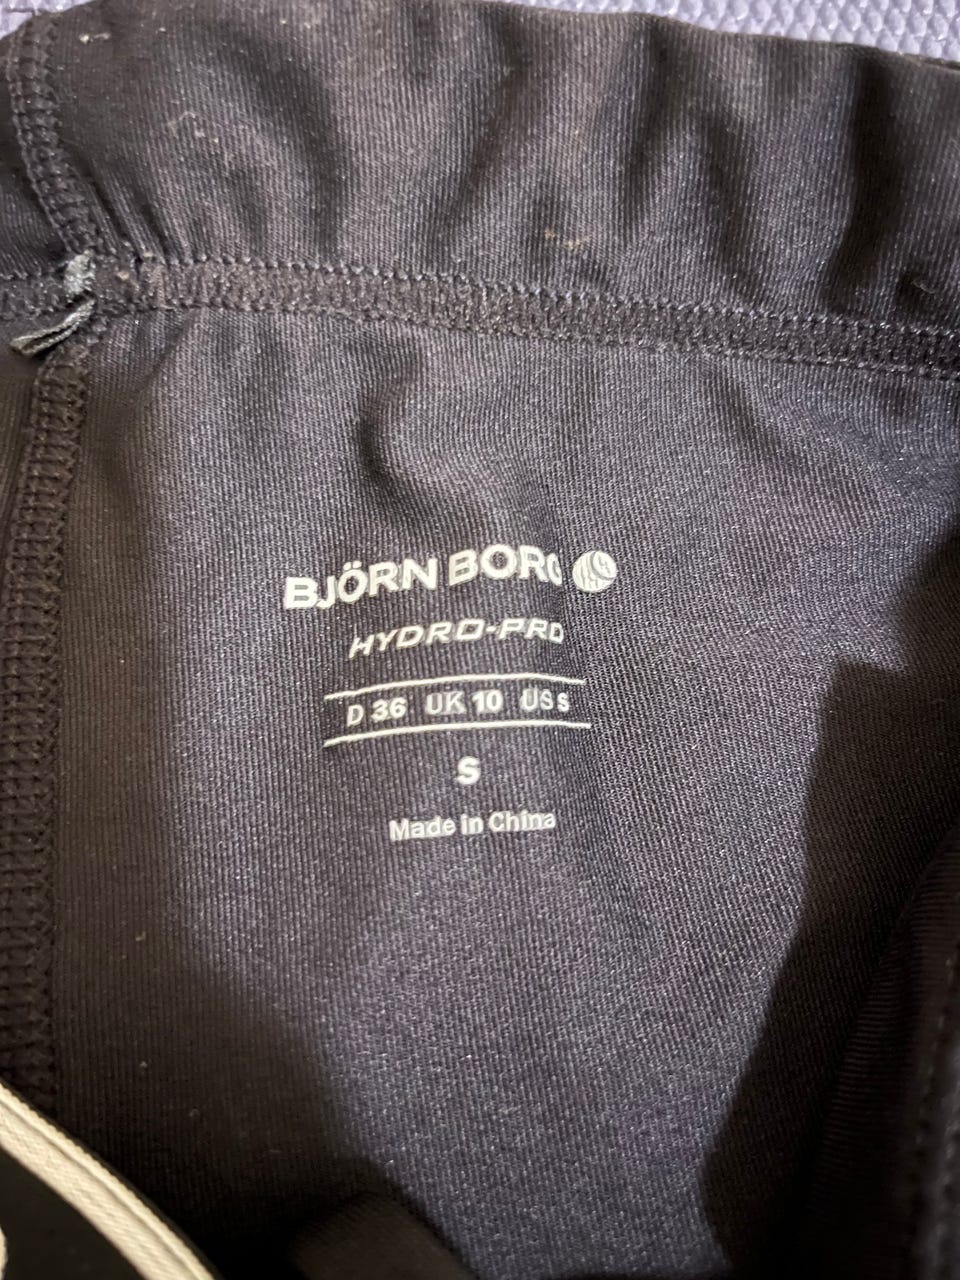 BJÖRN BORG
HYDRO-PRO
D 36 UK 10 US S
S
Made in China